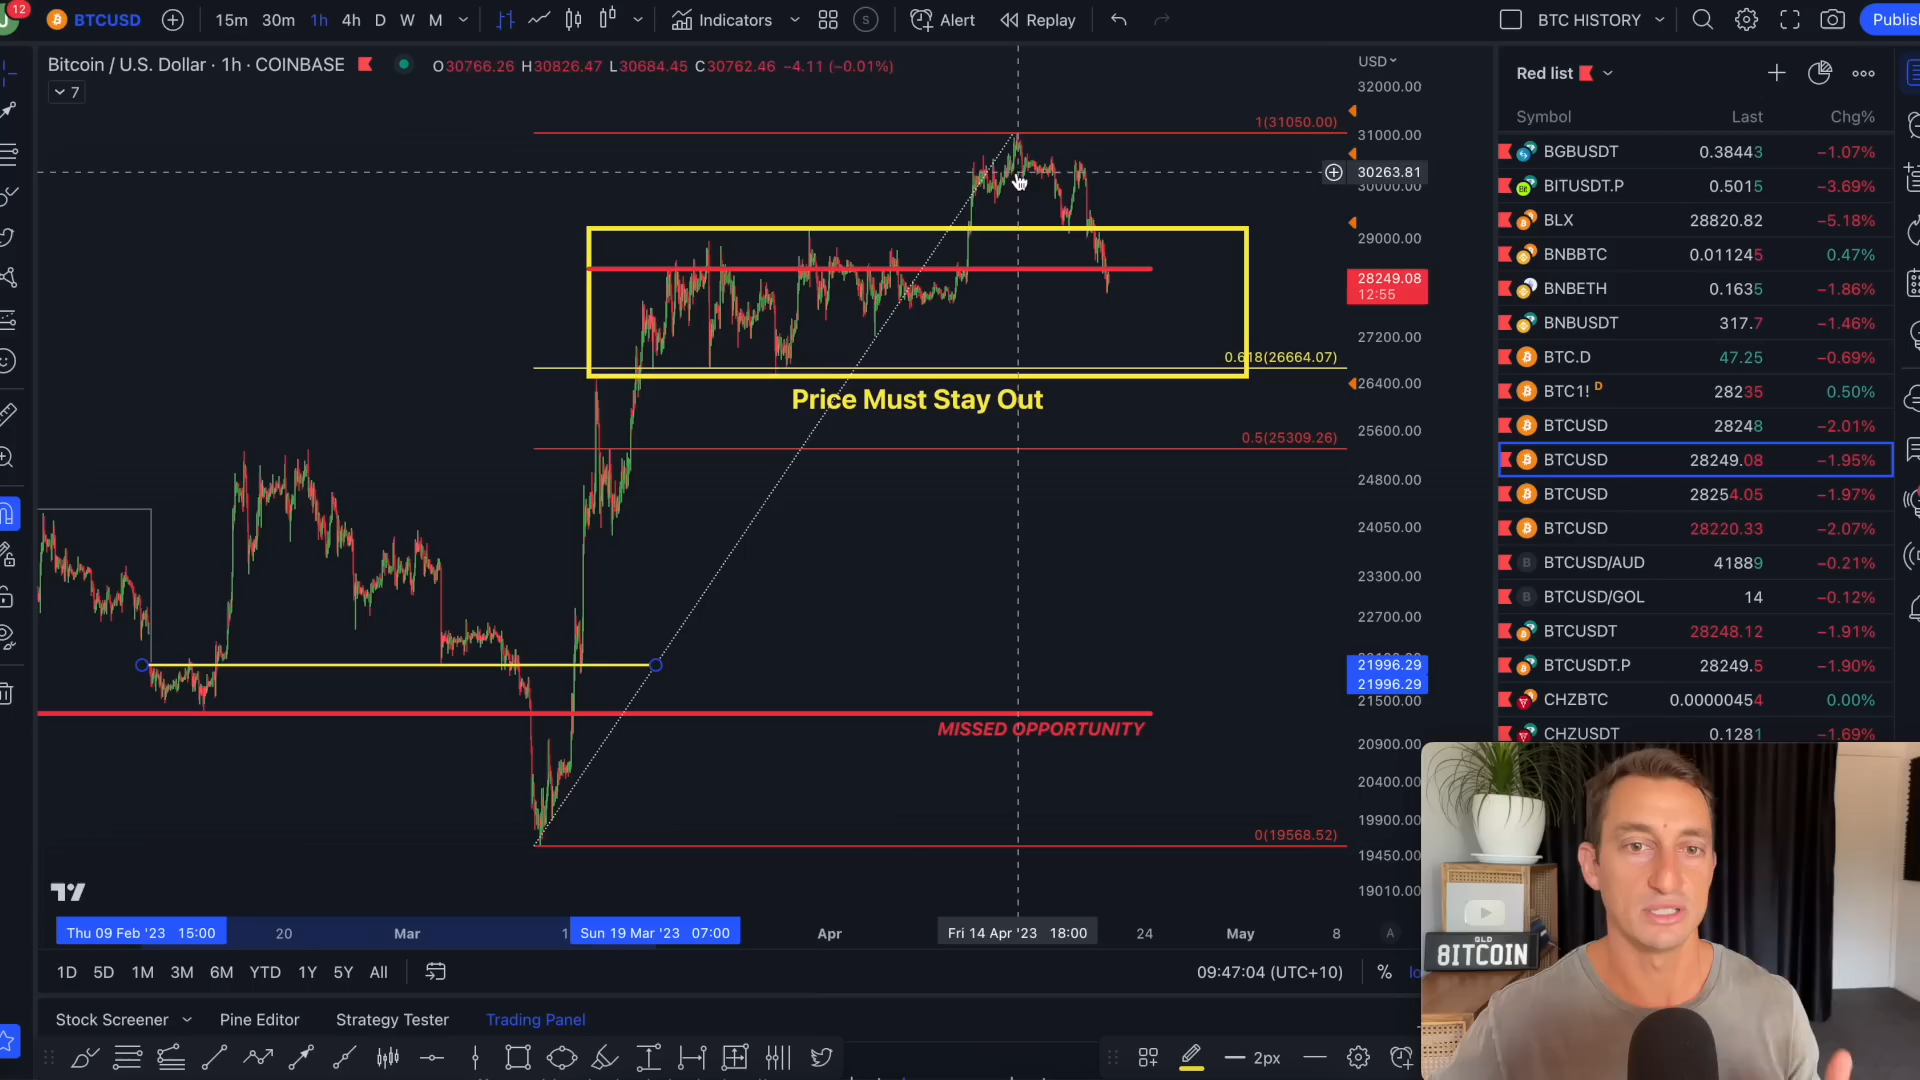 12
BTCUSD 15m 30m 1h 4h D W M Indicators Alert Replay BTC HISTORY Publish
Bitcoin / U.S. Dollar · 1h · COINBASE O30766.26 H30826.47 L30684.45 C30762.46 −4.11 (−0.01%)
7
USD
32000.00
1(31050.00)
31000.00
30263.81
30000.00
29000.00
28249.08
12:55
27200.00
0.618(26664.07)
26400.00
Price Must Stay Out
0.5(25309.26)
25600.00
24800.00
24050.00
23300.00
22700.00
21996.29
21996.29
21500.00
MISSED OPPORTUNITY
20900.00
20400.00
0(19568.52)
19900.00
19450.00
19010.00
Thu 09 Feb '23 15:00 20 Mar 1 Sun 19 Mar '23 07:00 Apr Fri 14 Apr '23 18:00 24 May 8 A
1D 5D 1M 3M 6M YTD 1Y 5Y All 09:47:04 (UTC+10) %
Stock Screener Pine Editor Strategy Tester Trading Panel
2px
Red list
Symbol Last Chg%
BGBUSDT 0.38443 −1.07%
BITUSDT.P 0.5015 −3.69%
BLX 28820.82 −5.18%
BNBBTC 0.011245 0.47%
BNBETH 0.1635 −1.86%
BNBUSDT 317.7 −1.46%
BTC.D 47.25 −0.69%
BTC1! D 28235 0.50%
BTCUSD 28248 −2.01%
BTCUSD 28249.08 −1.95%
BTCUSD 28254.05 −1.97%
BTCUSD 28220.33 −2.07%
BTCUSD/AUD 41889 −0.21%
BTCUSD/GOL 14 −0.12%
BTCUSDT 28248.12 −1.91%
BTCUSDT.P 28249.5 −1.90%
CHZBTC 0.00000454 0.00%
CHZUSDT 0.1281 −1.69%
QLD
8ITCOIN